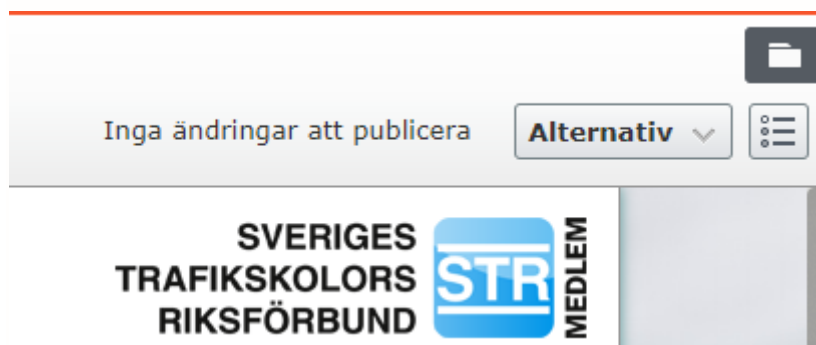 Inga ändringar att publicera
Alternativ
SVERIGES
TRAFIKSKOLORS
RIKSFÖRBUND
STR
MEDLEM